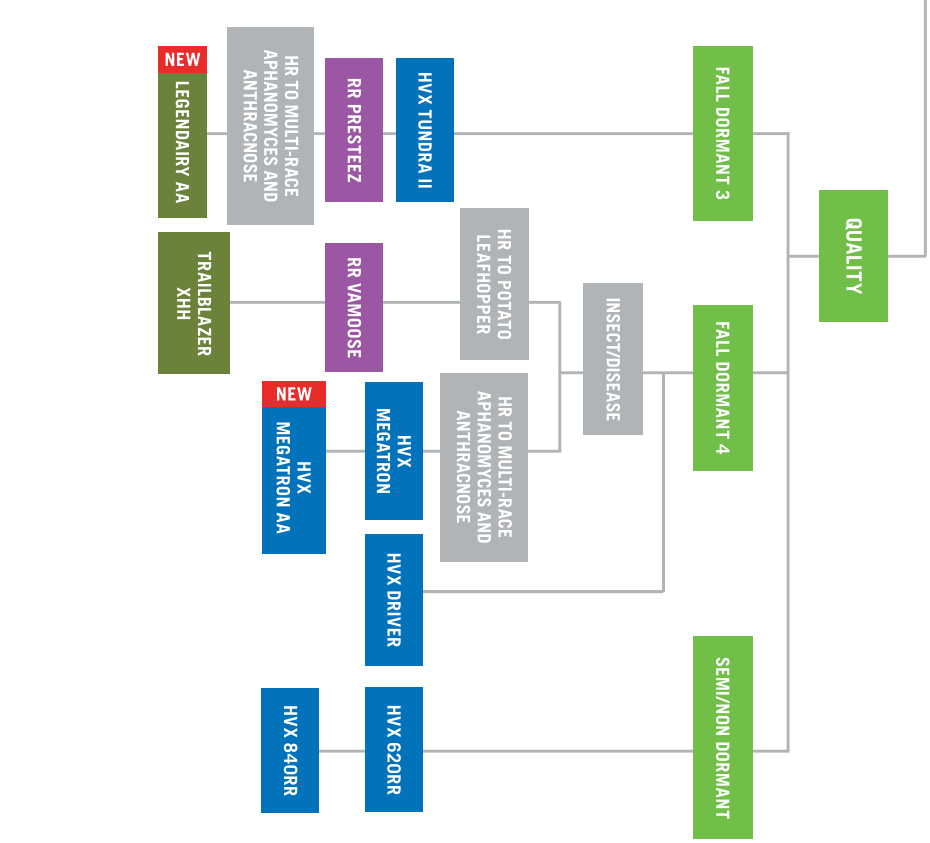 QUALITY
FALL DORMANT 3
HVX TUNDRA II
RR PRESTEEZ
HR TO MULTI-RACE
APHANOMYCES AND
ANTHRACNOSE
NEW
LEGENDAIRY AA
FALL DORMANT 4
INSECT/DISEASE
HR TO POTATO
LEAFHOPPER
RR VAMOOSE
TRAILBLAZER
XHH
HR TO MULTI-RACE
APHANOMYCES AND
ANTHRACNOSE
HVX
MEGATRON
NEW
HVX
MEGATRON AA
HVX DRIVER
SEMI/NON DORMANT
HVX 620RR
HVX 840RR